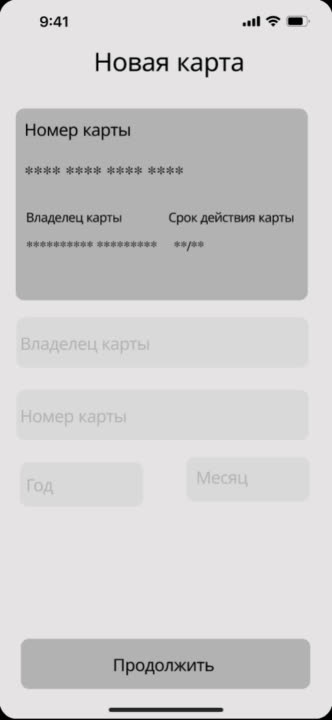 9:41
Новая карта
Номер карты
**** **** **** ****
Владелец карты Срок действия карты
********** ********* **/**
Владелец карты
Номер карты
Год Месяц
Продолжить